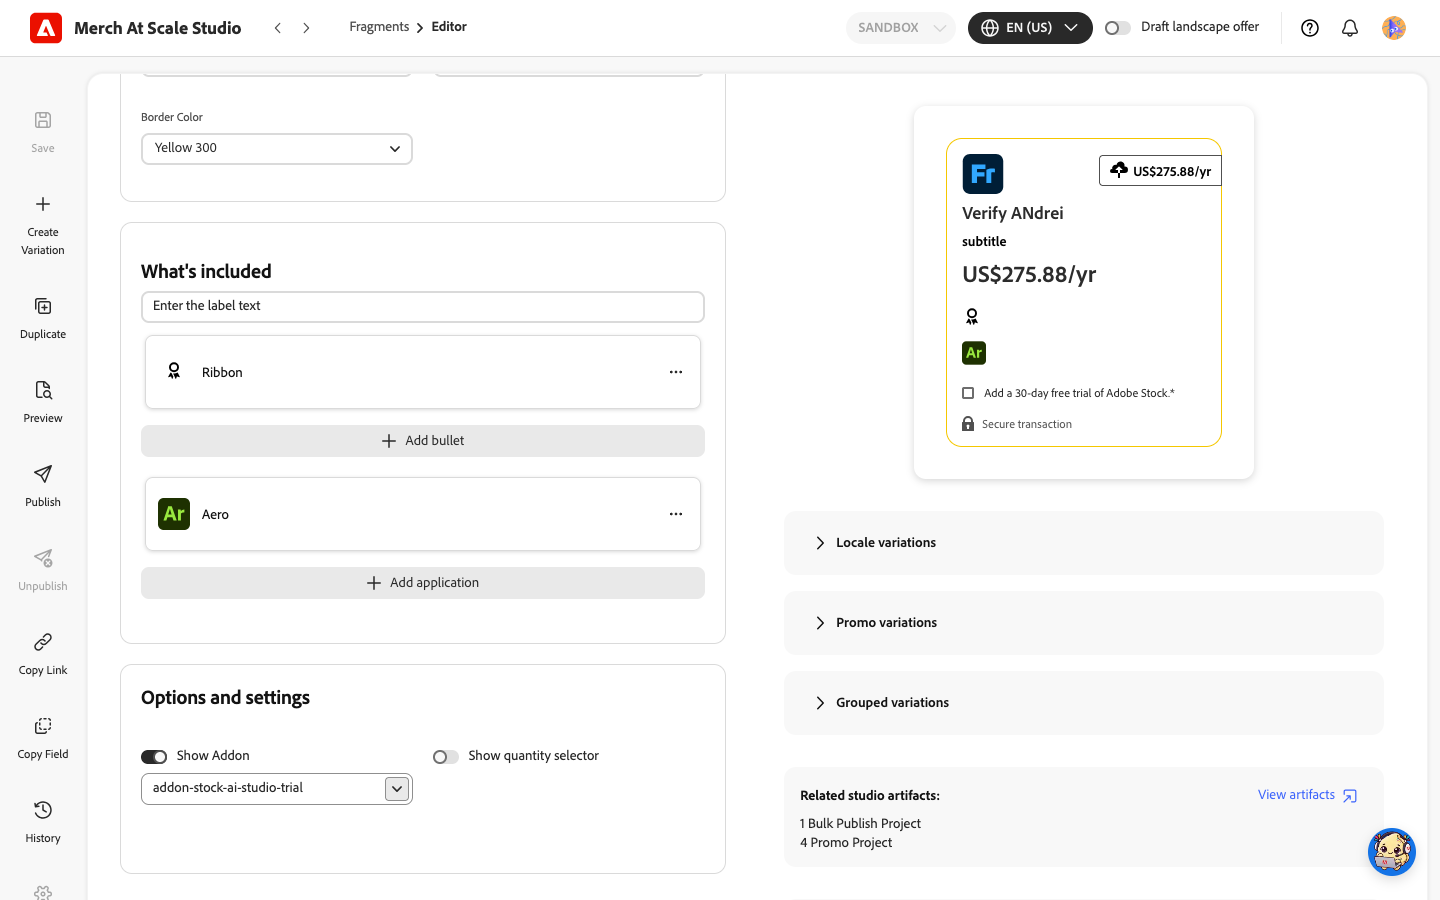 Merch At Scale Studio
Fragments
Editor
SANDBOX
EN (US)
Draft landscape offer
Save
Create
Variation
Duplicate
Preview
Publish
Unpublish
Copy Link
Copy Field
History
Border Color
Yellow 300
What's included
Enter the label text
Ribbon
Add bullet
Ar
Aero
Add application
Options and settings
Show Addon
Show quantity selector
addon-stock-ai-studio-trial
Fr
US$275.88/yr
Verify ANdrei
subtitle
US$275.88/yr
Ar
Add a 30-day free trial of Adobe Stock.*
Secure transaction
Locale variations
Promo variations
Grouped variations
Related studio artifacts:
View artifacts
1 Bulk Publish Project
4 Promo Project